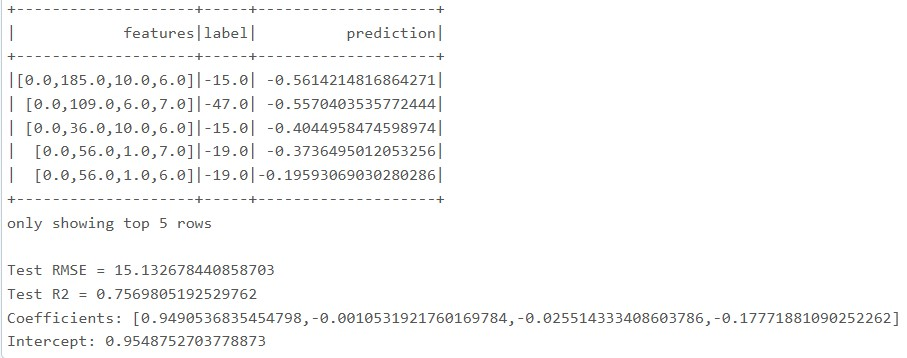 +--------------------+-----+--------------------+
|            features|label|          prediction|
+--------------------+-----+--------------------+
|[0.0,185.0,10.0,6.0]|-15.0| -0.5614214816864271|
| [0.0,109.0,6.0,7.0]|-47.0| -0.5570403535772444|
| [0.0,36.0,10.0,6.0]|-15.0| -0.4044958474598974|
|  [0.0,56.0,1.0,7.0]|-19.0| -0.3736495012053256|
|  [0.0,56.0,1.0,6.0]|-19.0|-0.19593069030280286|
+--------------------+-----+--------------------+
only showing top 5 rows
Test RMSE = 15.132678440858703
Test R2 = 0.7569805192529762
Coefficients: [0.9490536835454798,-0.0010531921760169784,-0.025514333408603786,-0.17771881090252262]
Intercept: 0.9548752703778873